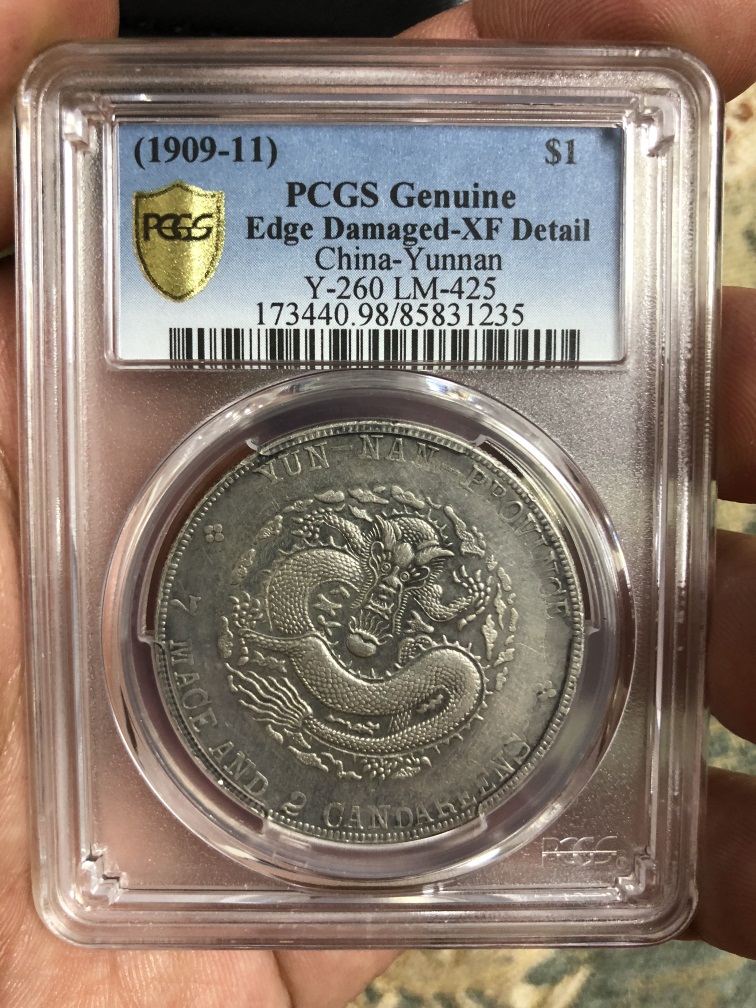 (1909-11) $1
PCGS Genuine
PCGS Edge Damaged-XF Detail
China-Yunnan
Y-260 LM-425
173440.98/85831235
YUN-NAN PROVINCE
7 MACE AND 2 CANDAREENS
PCGS